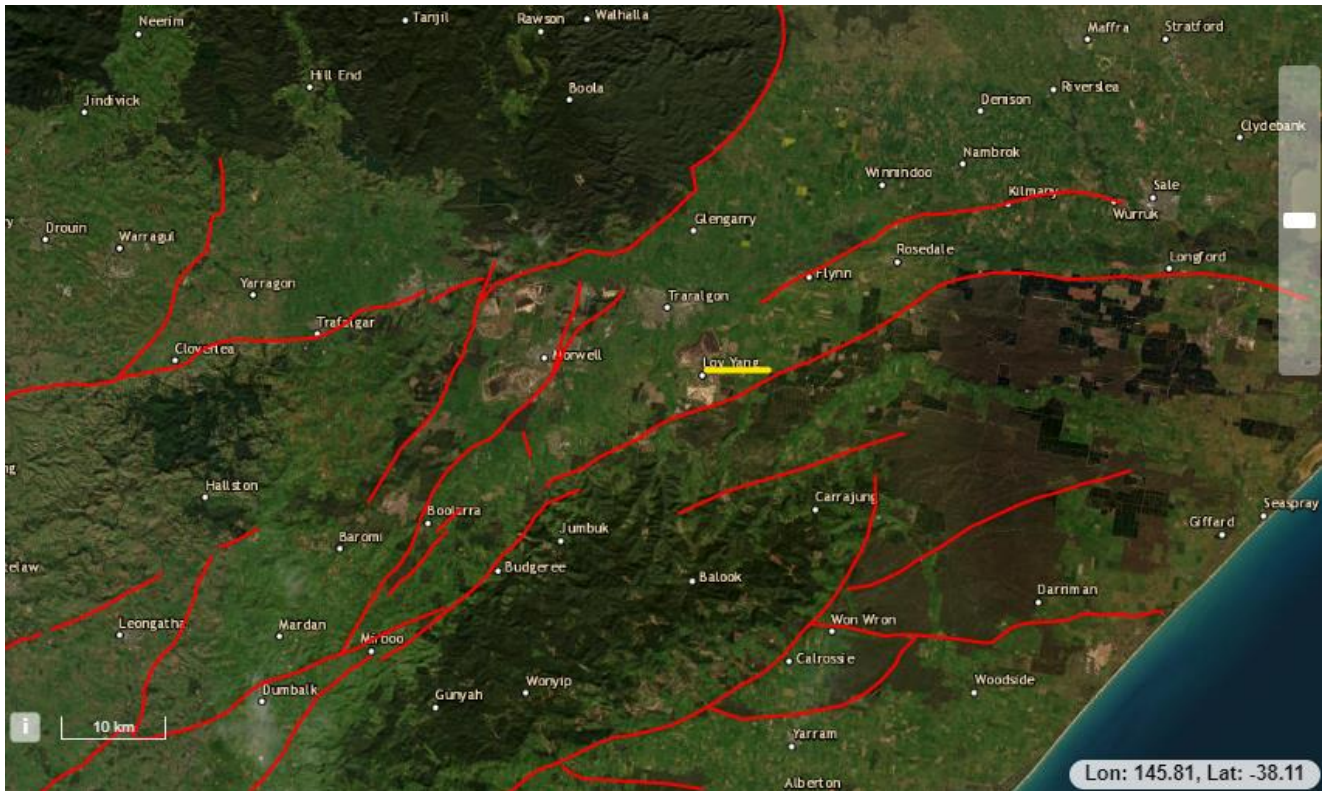 Tanjil
Rawson
Walhalla
Neerim
Maffra
Stratford
Hill End
Boola
Riverslea
Jindivick
Denison
Clydebank
Nambrok
Winnindoo
Kilmany
Sale
Wurruk
Glengarry
Drouin
Warragul
Rosedale
Longford
Flynn
Yarragon
Traralgon
Trafalgar
Cloverlea
Morwell
Loy Yang
Hallston
Carrajung
Seaspray
Boolarra
Giffard
Jumbuk
Baromi
Budgeree
Balook
Darriman
Leongatha
Mardan
Won Won
Mirboo
Calrossie
Dumbalk
Wonyip
Gunyah
Woodside
i
10 km
Yarram
Lon: 145.81, Lat: -38.11
Alberton